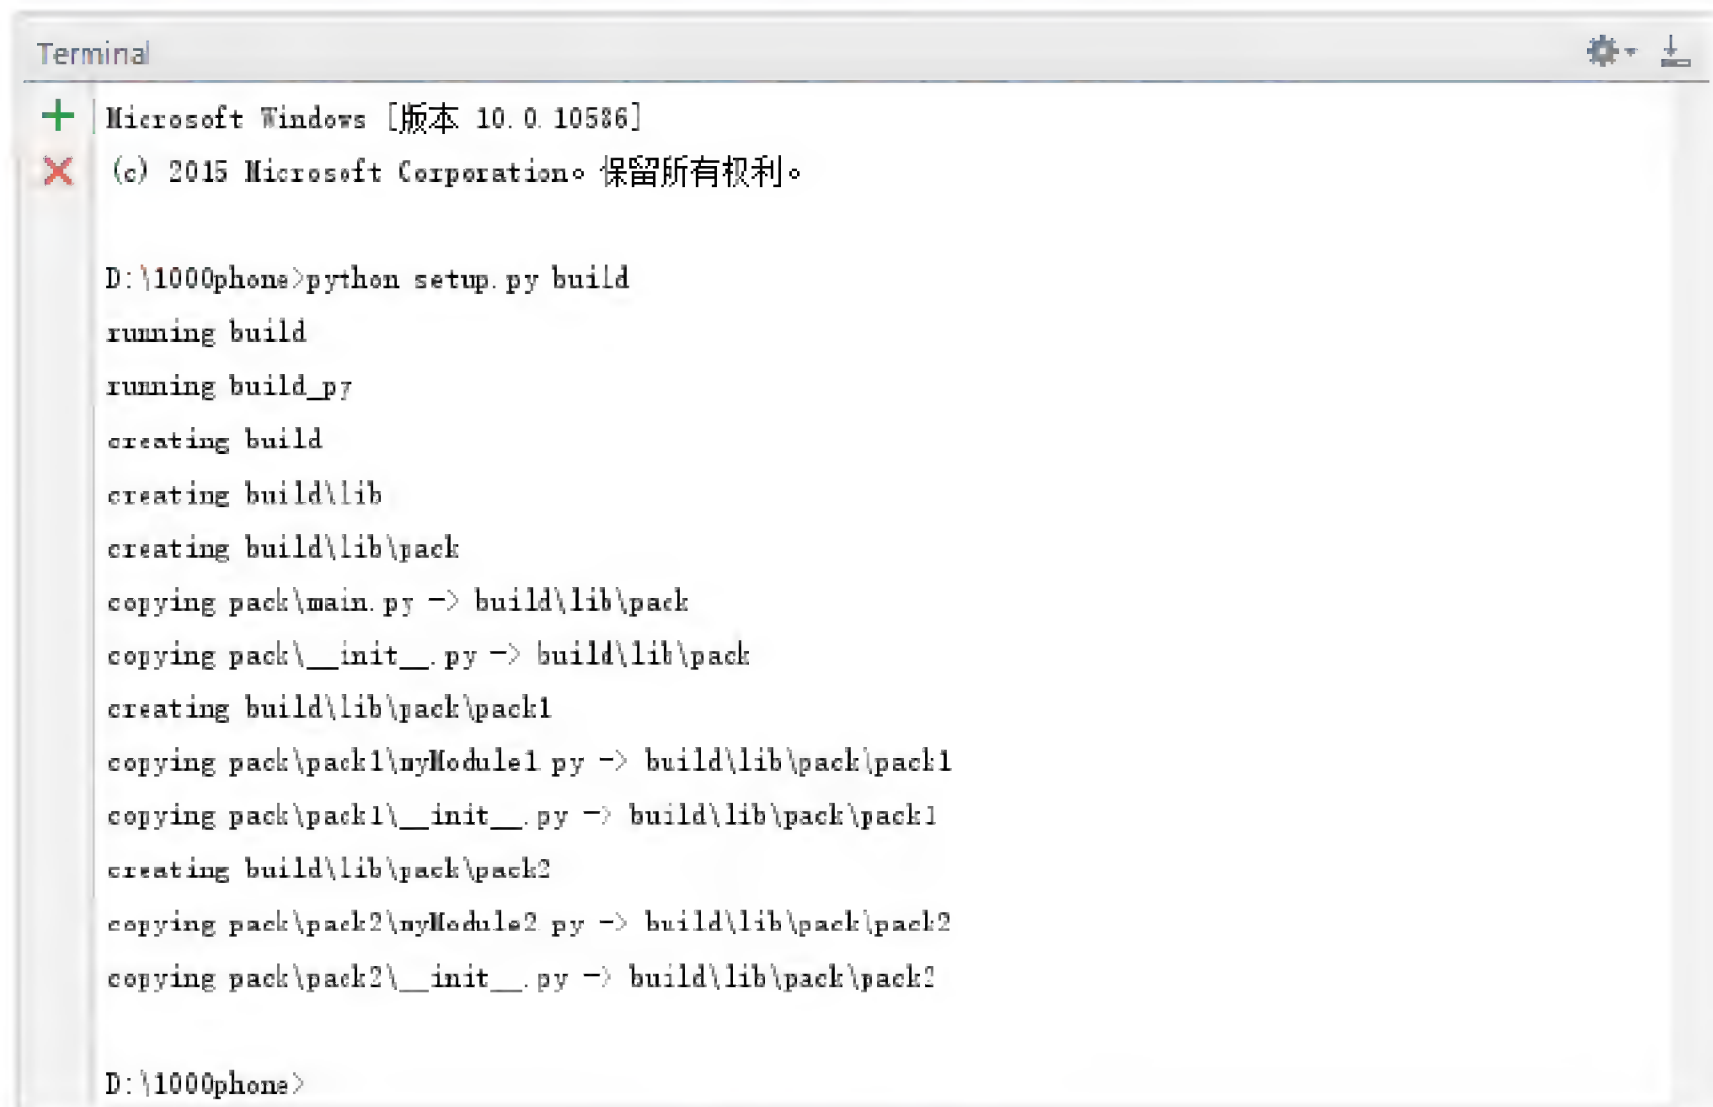 Terminal
Microsoft Windows [版本 10.0.10586]
(c) 2015 Microsoft Corporation。保留所有权利。
D:\1000phone>python setup.py build
running build
running build_py
creating build
creating build\lib
creating build\lib\pack
copying pack\main.py -> build\lib\pack
copying pack\__init__.py -> build\lib\pack
creating build\lib\pack\pack1
copying pack\pack1\myModule1.py -> build\lib\pack\pack1
copying pack\pack1\__init__.py -> build\lib\pack\pack1
creating build\lib\pack\pack2
copying pack\pack2\myModule2.py -> build\lib\pack\pack2
copying pack\pack2\__init__.py -> build\lib\pack\pack2
D:\1000phone>